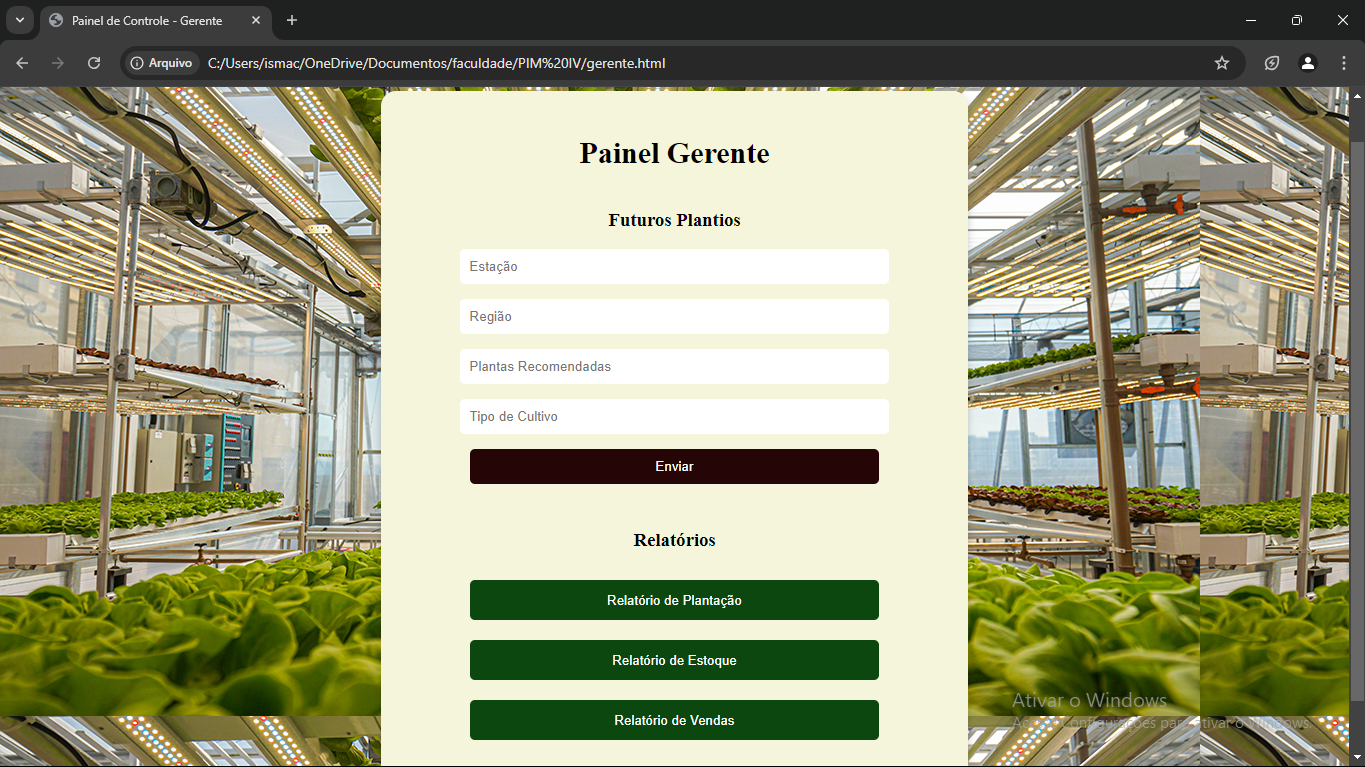 Painel de Controle - Gerente
Arquivo
C:/Users/ismac/OneDrive/Documentos/faculdade/PIM%20IV/gerente.html
Painel Gerente
Futuros Plantios
Estação
Região
Plantas Recomendadas
Tipo de Cultivo
Enviar
Relatórios
Relatório de Plantação
Relatório de Estoque
Relatório de Vendas
Ativar o Windows
Acesse Configurações para ativar o Windows.